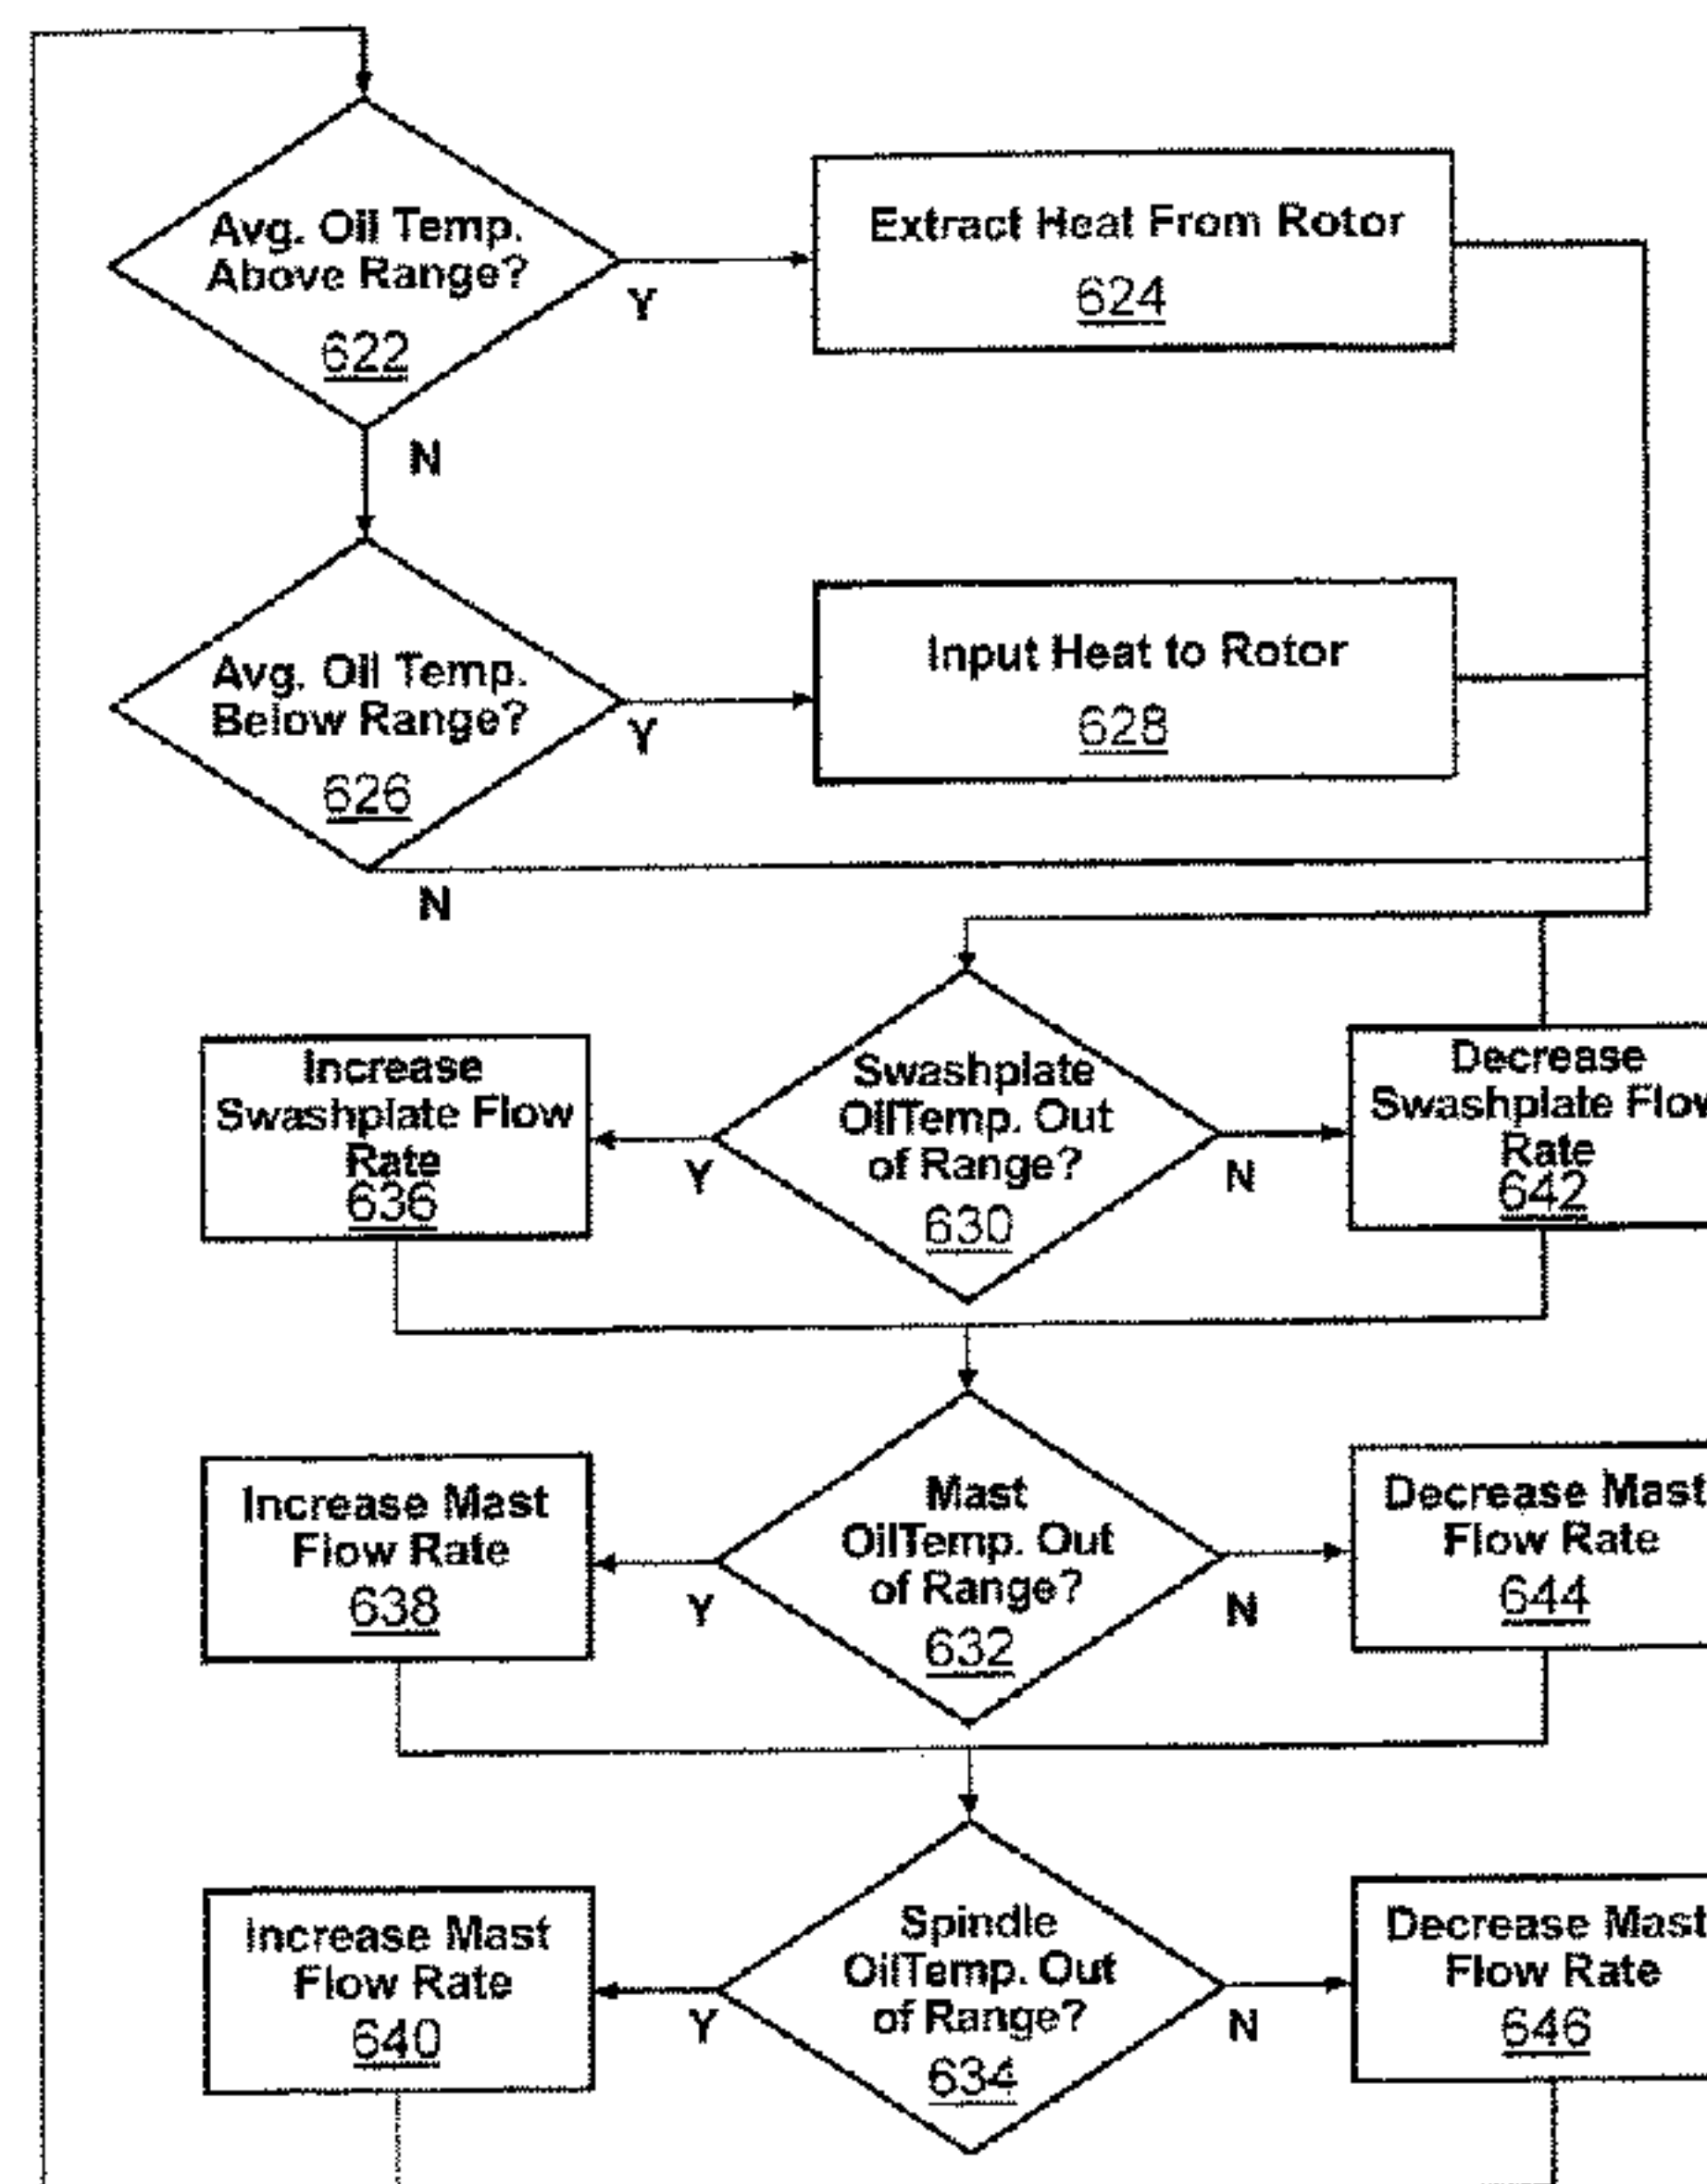 Avg. Oil Temp.
Above Range?
622
Y
N
Extract Heat From Rotor
624
Avg. Oil Temp.
Below Range?
626
Y
N
Input Heat to Rotor
628
Increase
Swashplate Flow
Rate
636
Y
Swashplate
OilTemp. Out
of Range?
630
N
Decrease
Swashplate Flow
Rate
642
Increase Mast
Flow Rate
638
Y
Mast
OilTemp. Out
of Range?
632
N
Decrease Mast
Flow Rate
644
Increase Mast
Flow Rate
640
Y
Spindle
OilTemp. Out
of Range?
634
N
Decrease Mast
Flow Rate
646